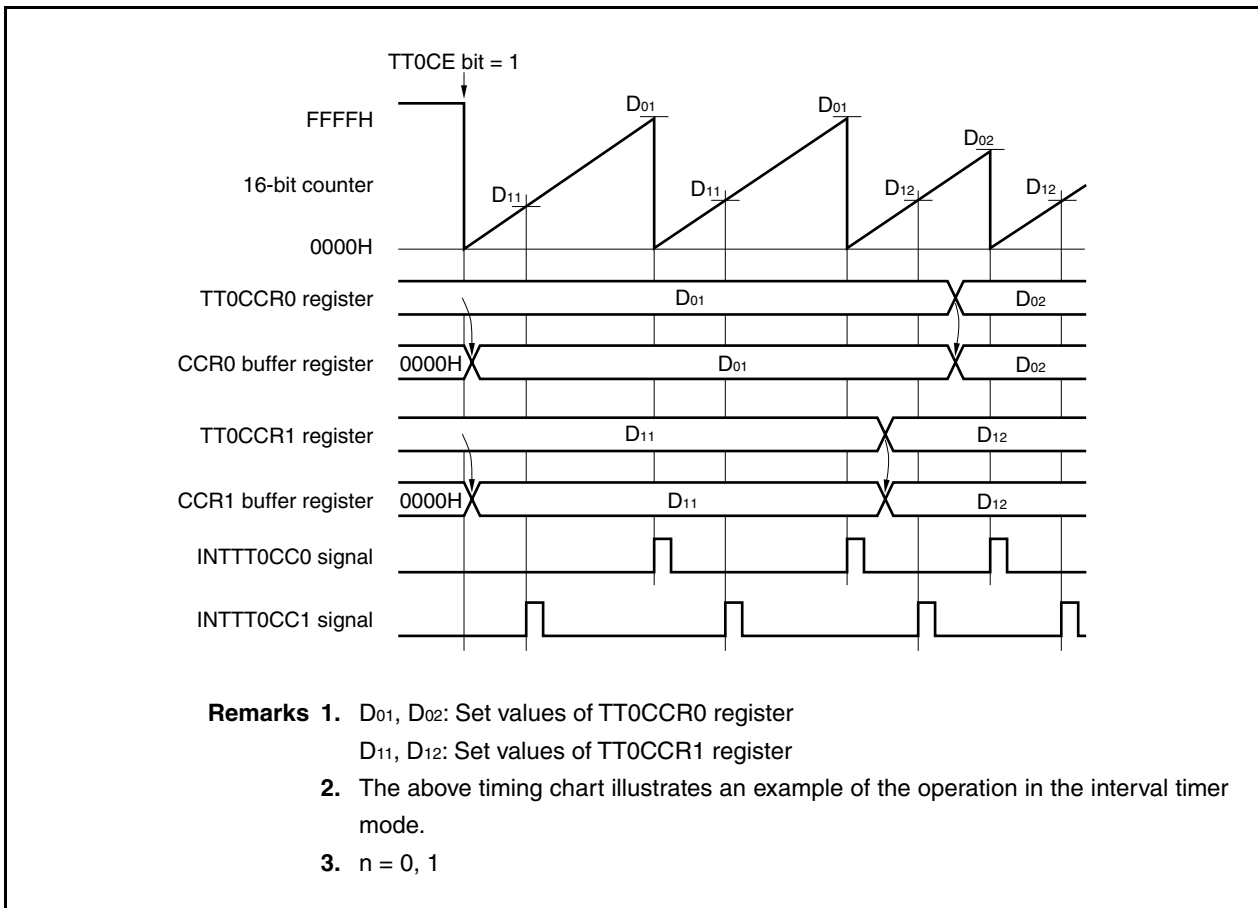 TT0CE bit = 1
FFFFH
D01
D01
D02
16-bit counter
D11
D11
D12
D12
0000H
TT0CCR0 register
D01
D02
CCR0 buffer register
0000H
D01
D02
TT0CCR1 register
D11
D12
CCR1 buffer register
0000H
D11
D12
INTTT0CC0 signal
INTTT0CC1 signal
Remarks 1. D01, D02: Set values of TT0CCR0 register
D11, D12: Set values of TT0CCR1 register
2. The above timing chart illustrates an example of the operation in the interval timer
mode.
3. n = 0, 1